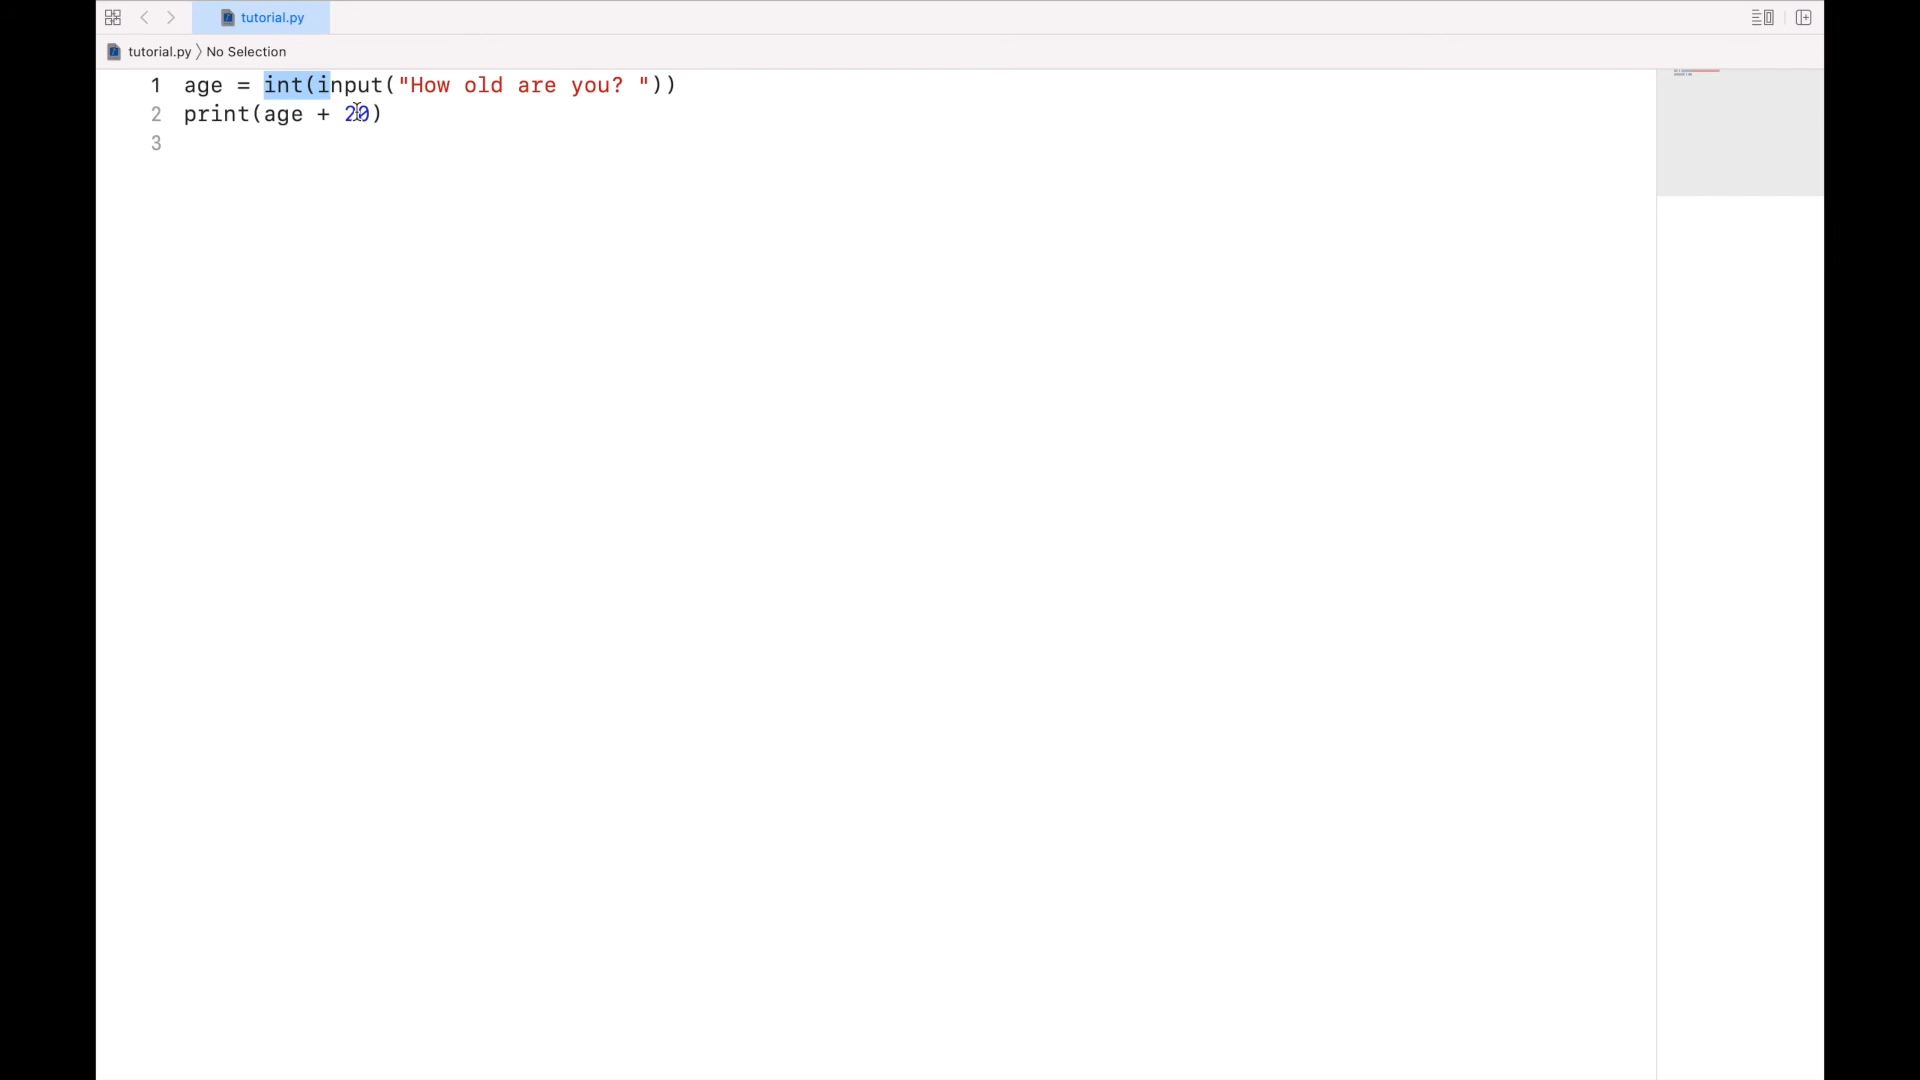 tutorial.py
tutorial.py 〉 No Selection
1 age = int(input("How old are you? "))
2 print(age + 20)
3